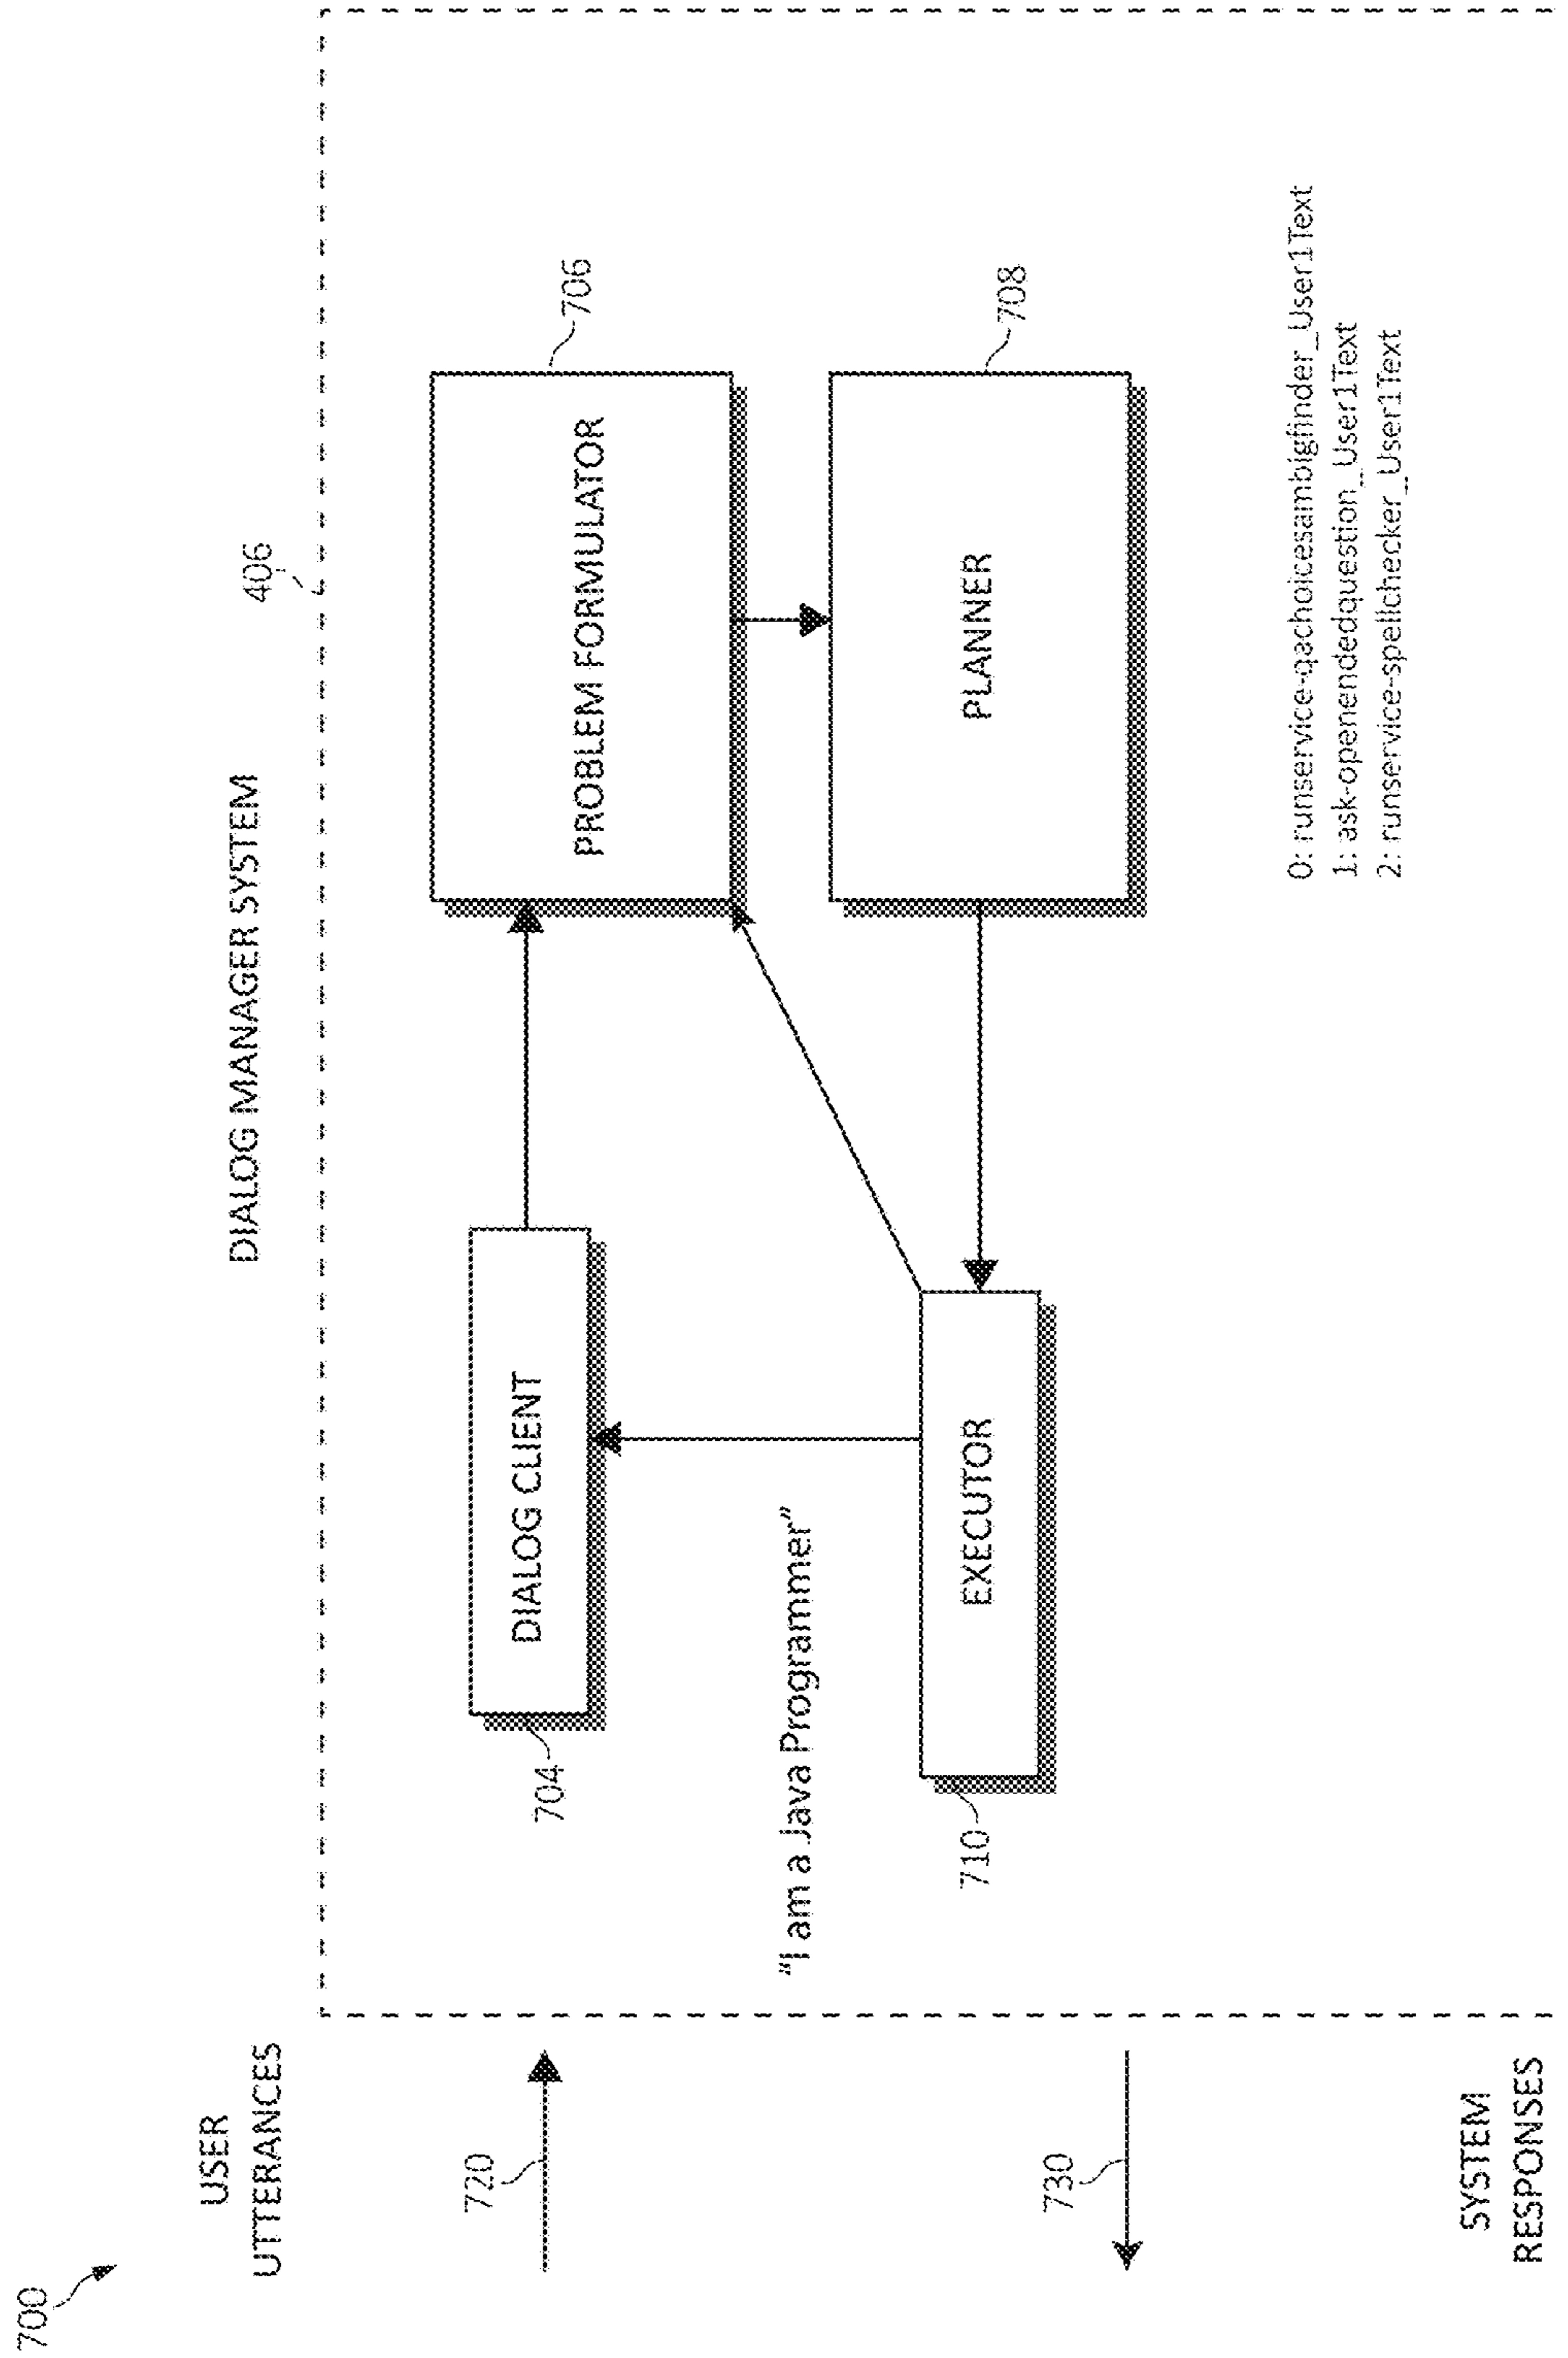 700
USER
UTTERANCES
DIALOG MANAGER SYSTEM
406
720
704
DIALOG CLIENT
PROBLEM FORMULATOR
706
"I am a Java Programmer"
730
710
EXECUTOR
PLANNER
708
SYSTEM
RESPONSES
0: runservice-qachoicesambigfinder_User1Text
1: ask-openendedquestion_User1Text
2: runservice-spellchecker_User1Text